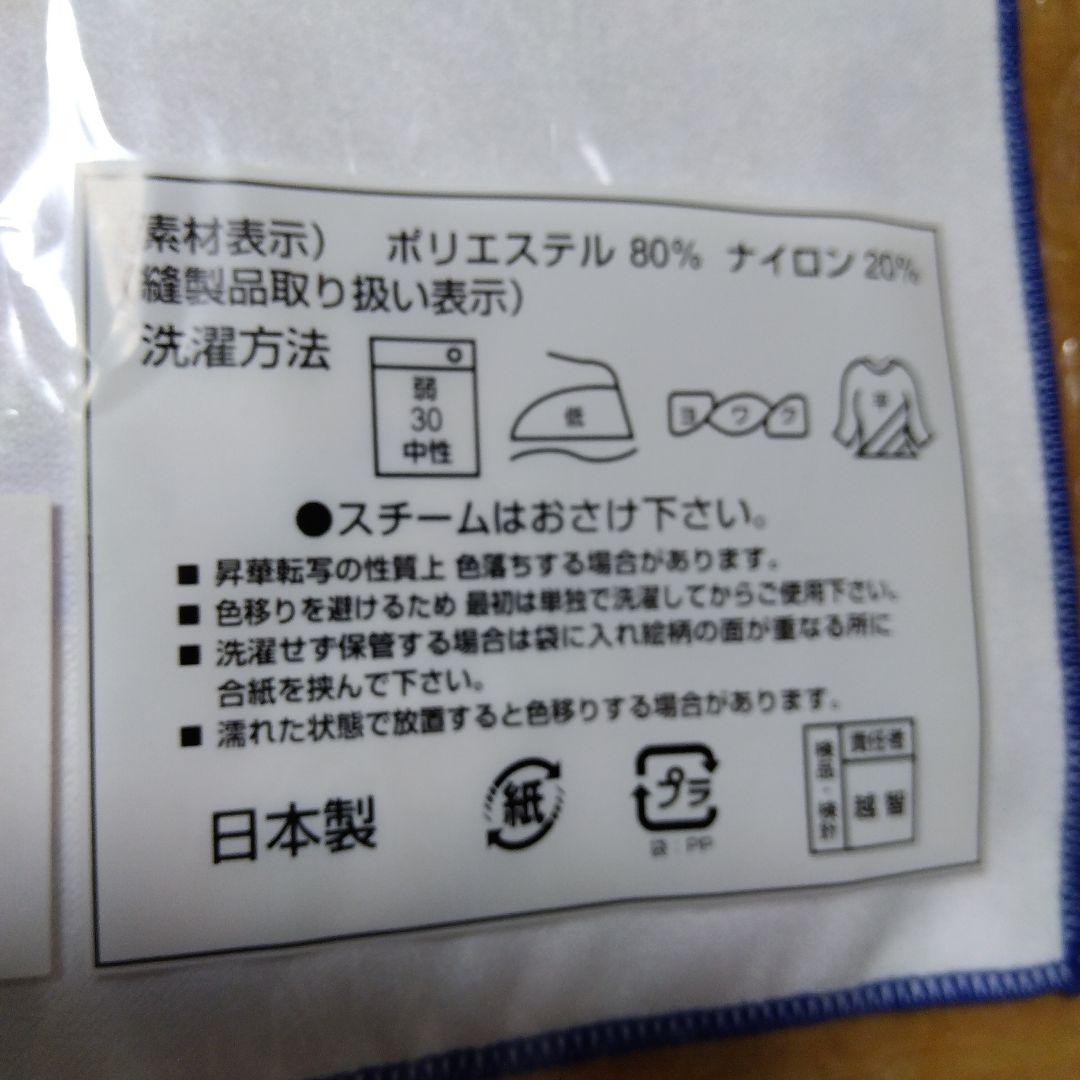 素材表示) ポリエステル 80% ナイロン 20%
(縫製品取り扱い表示)
洗濯方法
弱
30
中性
低
ヨワク
平
●スチームはおさけ下さい。
■ 昇華転写の性質上 色落ちする場合があります。
■ 色移りを避けるため 最初は単独で洗濯してからご使用下さい。
■ 洗濯せず保管する場合は袋に入れ絵柄の面が重なる所に
合紙を挟んで下さい。
■ 濡れた状態で放置すると色移りする場合があります。
日本製
紙
プラ
袋:PP
検品・検針
責任者
越智